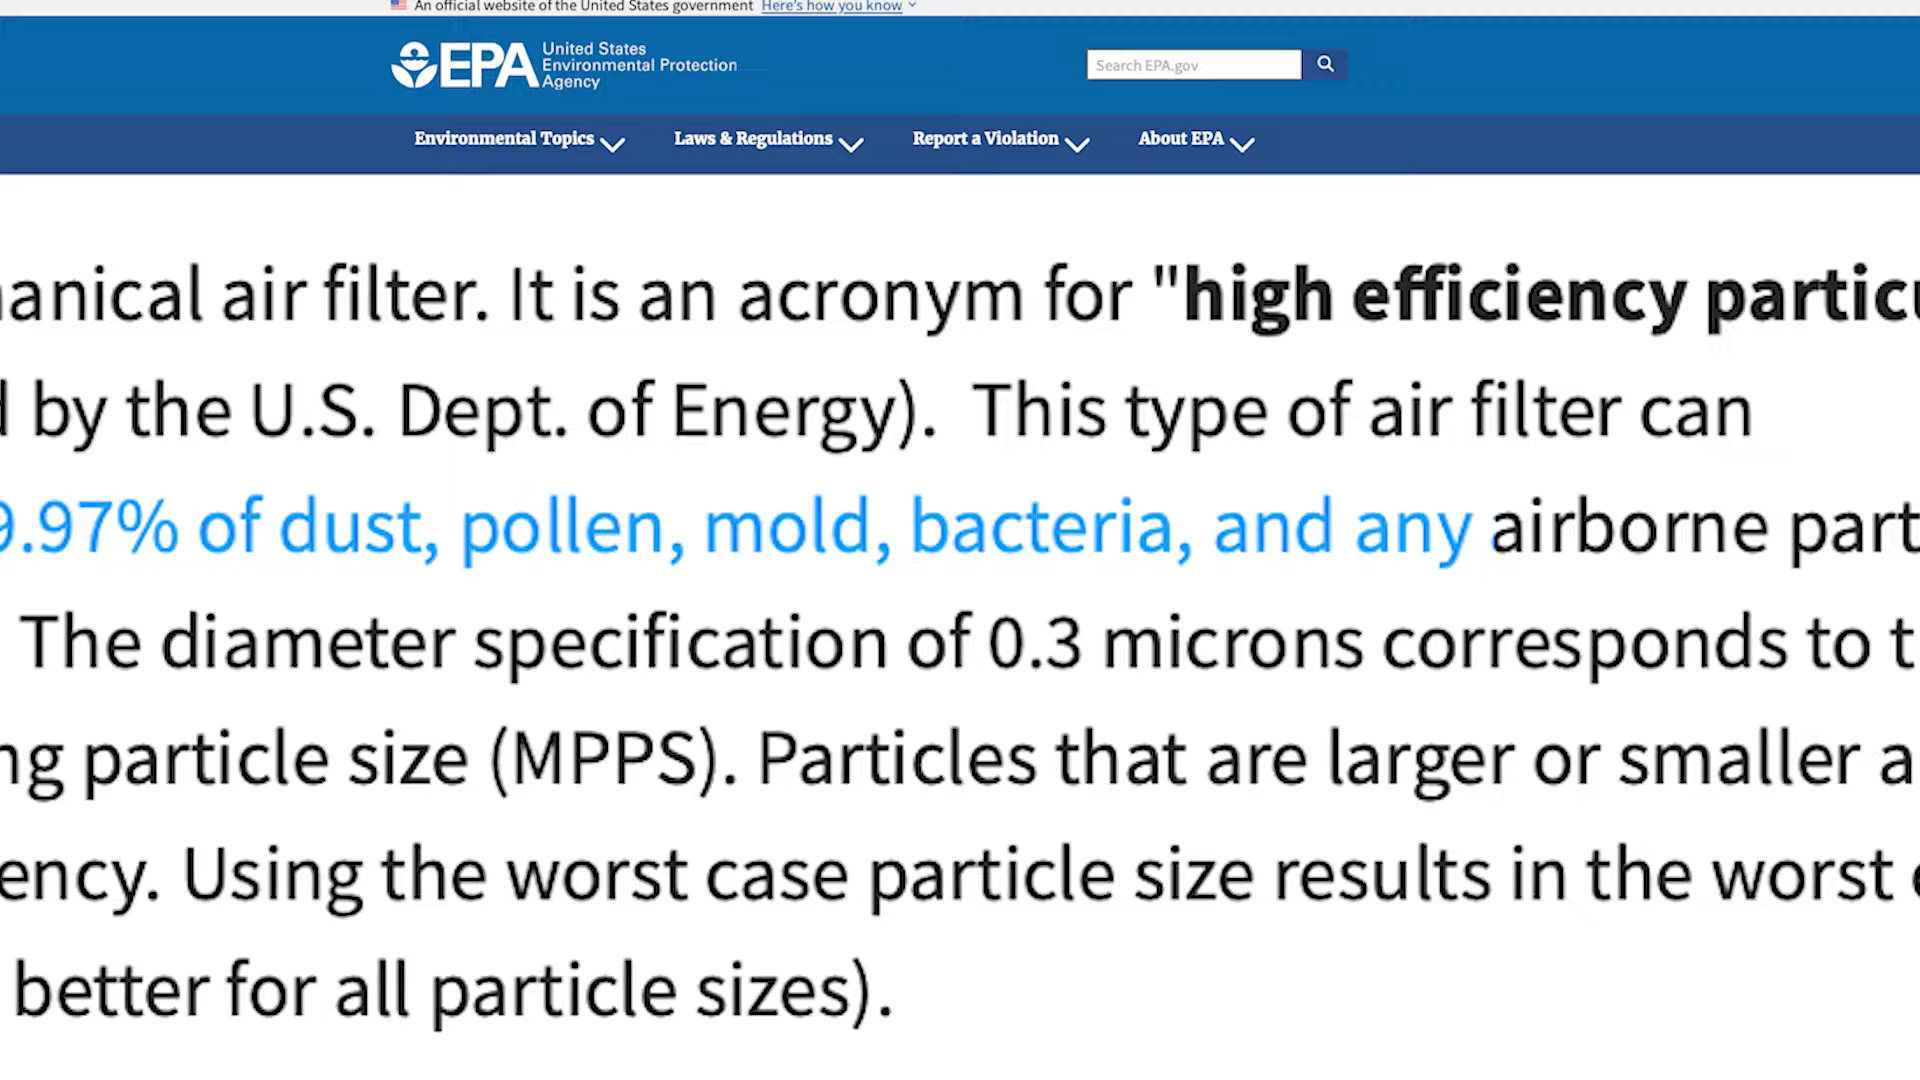 An official website of the United States government Here's how you know
EPA United States
Environmental Protection
Agency
Search EPA.gov
Environmental Topics Laws & Regulations Report a Violation About EPA
anical air filter. It is an acronym for "high efficiency particu
d by the U.S. Dept. of Energy). This type of air filter can
9.97% of dust, pollen, mold, bacteria, and any airborne part
The diameter specification of 0.3 microns corresponds to t
ng particle size (MPPS). Particles that are larger or smaller a
ency. Using the worst case particle size results in the worst
better for all particle sizes).